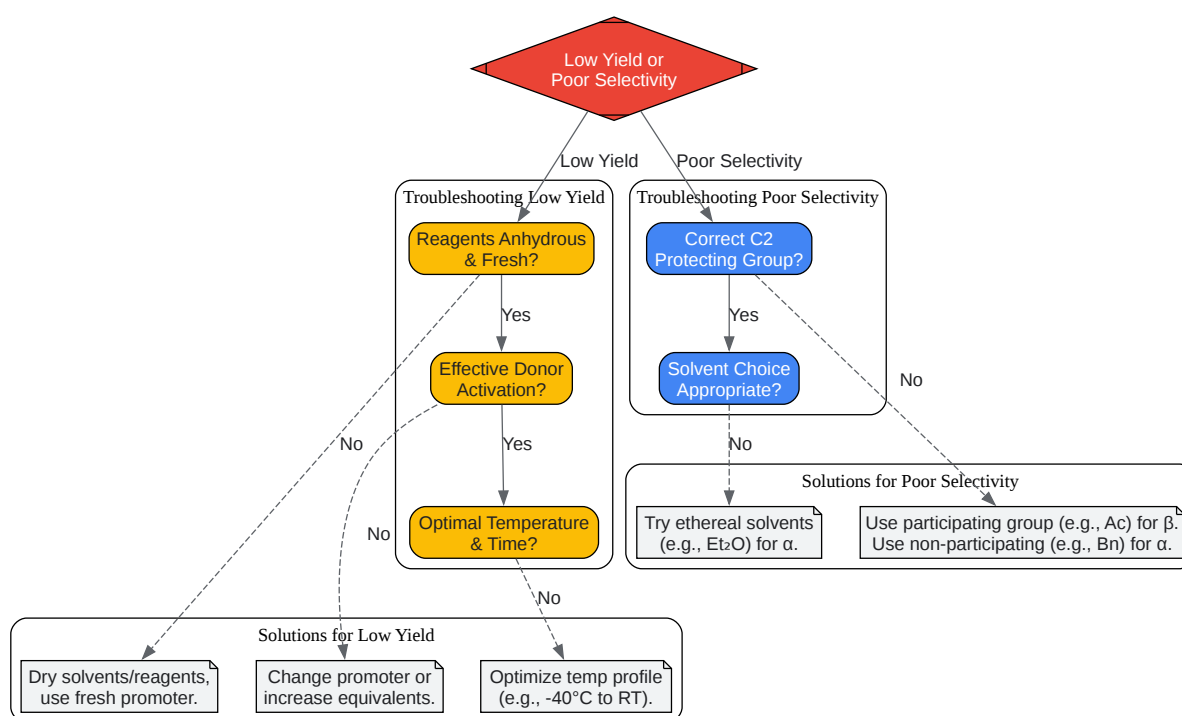 Low Yield or
Poor Selectivity
Low Yield
Poor Selectivity
Troubleshooting Low Yield
Troubleshooting Poor Selectivity
Reagents Anhydrous
& Fresh?
Correct C2
Protecting Group?
Yes
Yes
Effective Donor
Activation?
Solvent Choice
Appropriate?
No
No
Yes
No
Solutions for Poor Selectivity
Optimal Temperature
& Time?
Try ethereal solvents
(e.g., Et₂O) for α.
Use participating group (e.g., Ac) for β.
Use non-participating (e.g., Bn) for α.
No
No
Solutions for Low Yield
Dry solvents/reagents,
use fresh promoter.
Change promoter or
increase equivalents.
Optimize temp profile
(e.g., -40°C to RT).